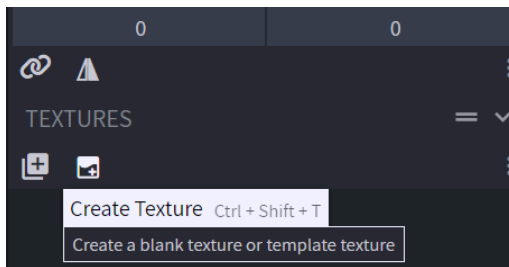 0 0
TEXTURES
Create Texture Ctrl + Shift + T
Create a blank texture or template texture